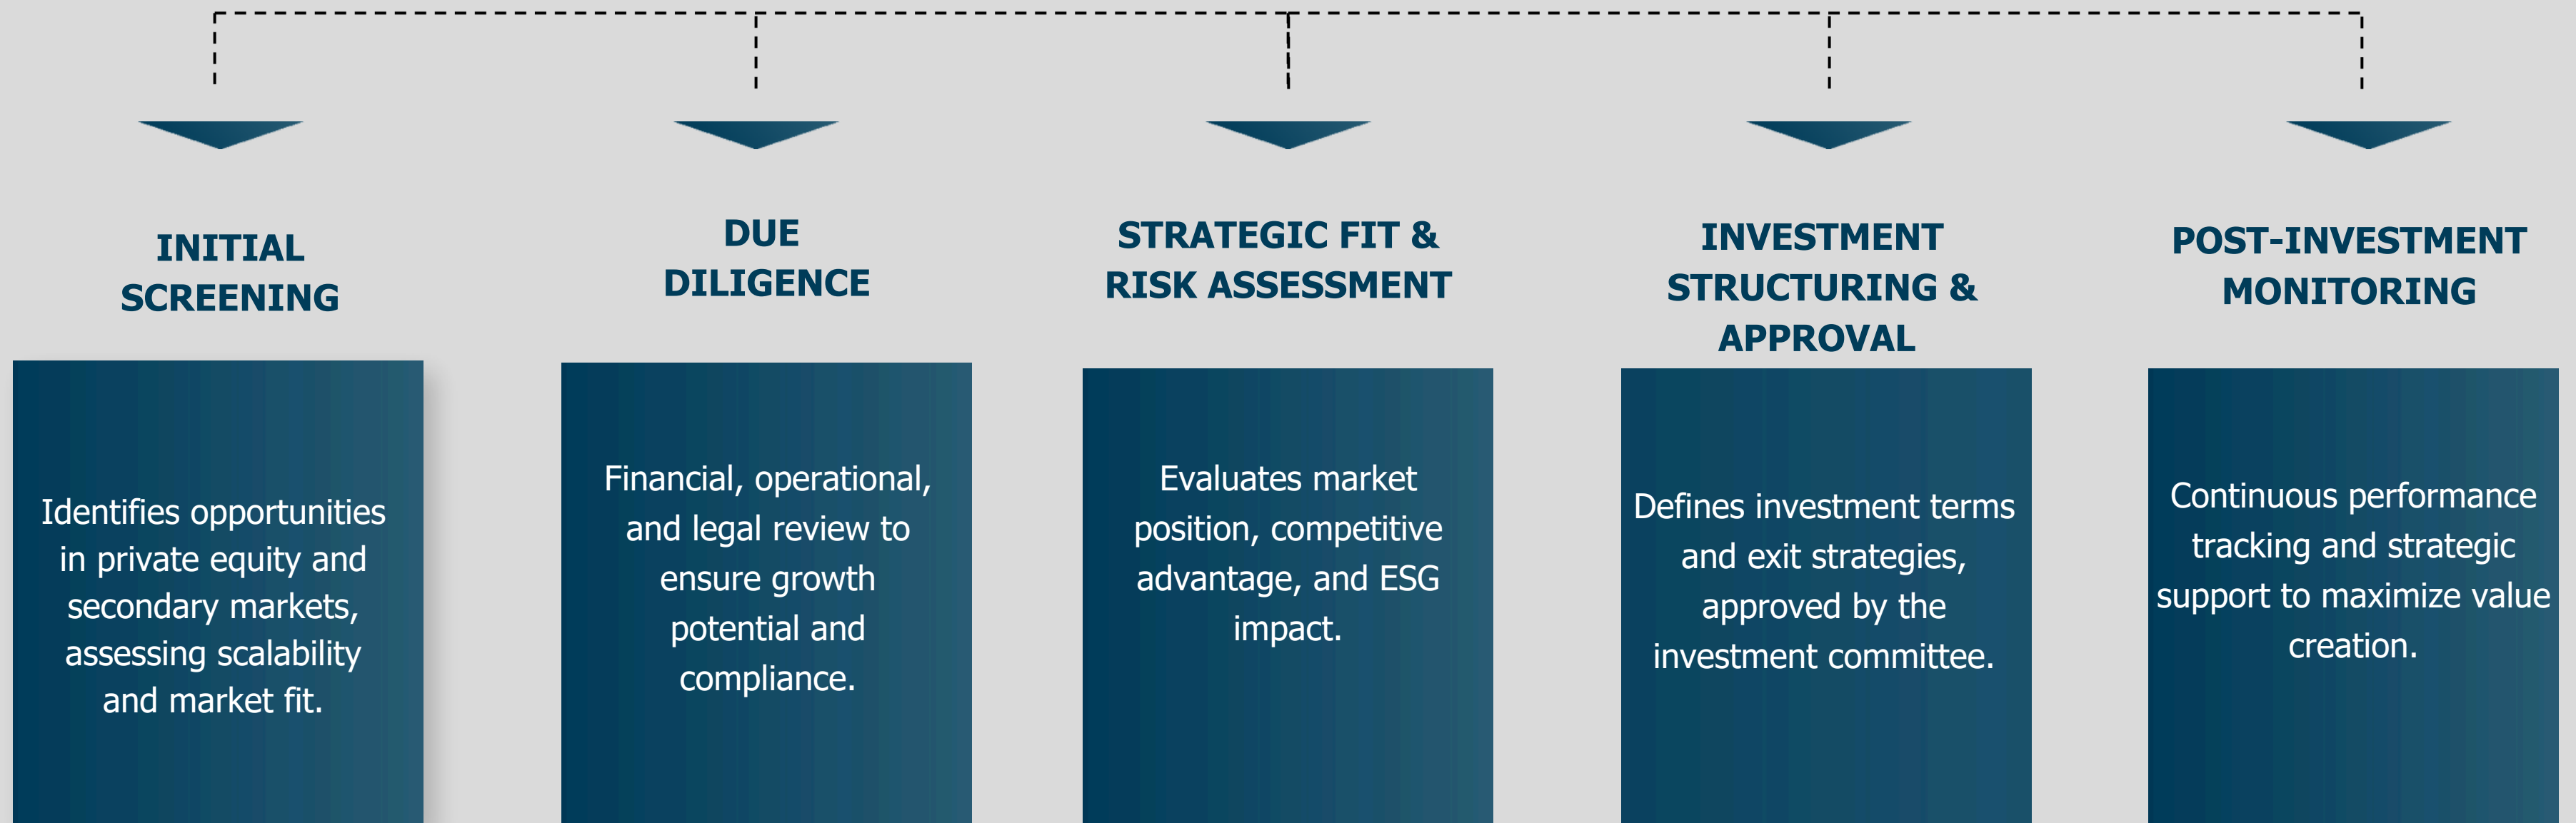 INITIAL
SCREENING
Identifies opportunities
in private equity and
secondary markets,
assessing scalability
and market fit.
DUE
DILIGENCE
Financial, operational,
and legal review to
ensure growth
potential and
compliance.
STRATEGIC FIT &
RISK ASSESSMENT
Evaluates market
position, competitive
advantage, and ESG
impact.
INVESTMENT
STRUCTURING &
APPROVAL
Defines investment terms
and exit strategies,
approved by the
investment committee.
POST-INVESTMENT
MONITORING
Continuous performance
tracking and strategic
support to maximize value
creation.